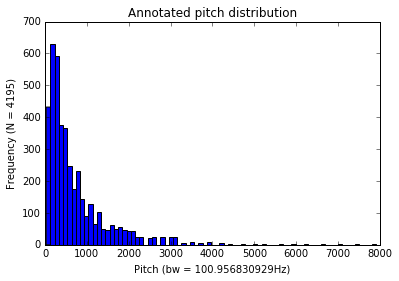 Annotated pitch distribution
700
600
500
400
300
200
100
0
Frequency (N = 4195)
0 1000 2000 3000 4000 5000 6000 7000 8000
Pitch (bw = 100.956830929Hz)